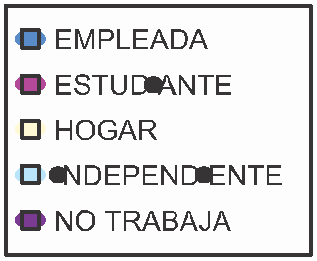 EMPLEADA
ESTUDIANTE
HOGAR
INDEPENDIENTE
NO TRABAJA